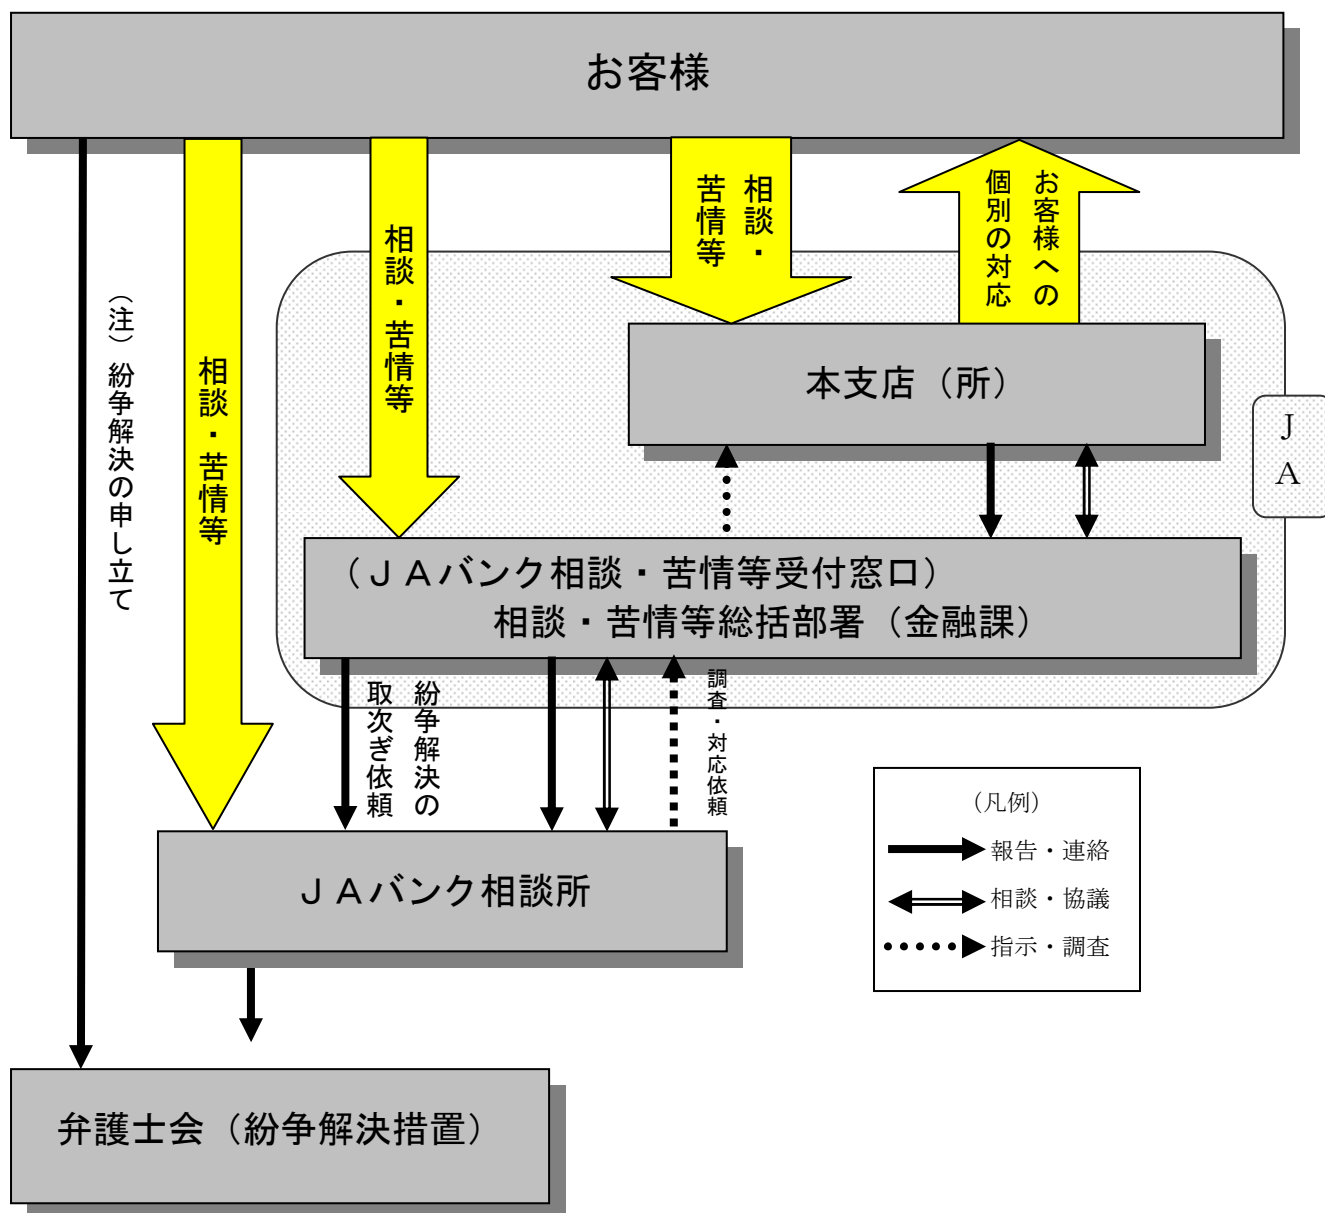 お客様
相談・
苦情等
お客様への
個別の対応
相談・苦情等
相談・苦情等
（注）紛争解決の申し立て
本支店（所）
ＪＡ
（ＪＡバンク相談・苦情等受付窓口）
相談・苦情等総括部署（金融課）
紛争解決の
取次ぎ依頼
調査・対応依頼
（凡例）
報告・連絡
相談・協議
指示・調査
ＪＡバンク相談所
弁護士会（紛争解決措置）